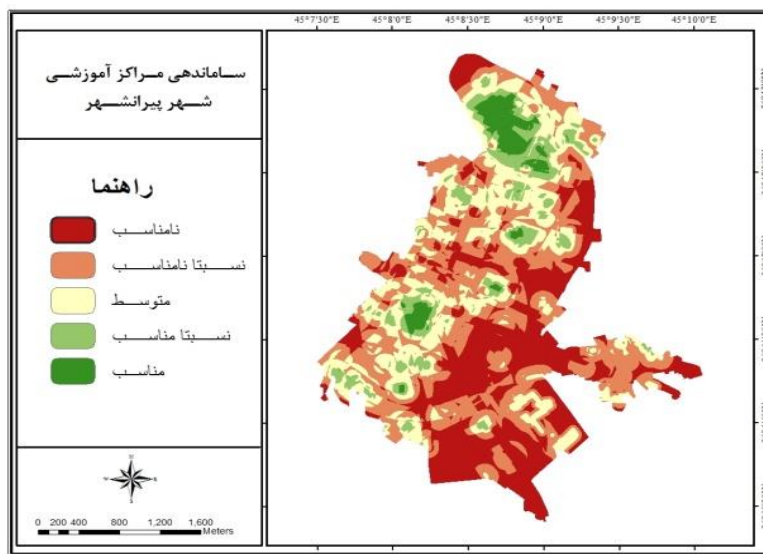 45°7'30"E 45°8'0"E 45°8'30"E 45°9'0"E 45°9'30"E 45°10'0"E
ساماندهی مراکز آموزشی
شهر پیرانشهر
راهنما
نامناسب
نسبتا نامناسب
متوسط
نسبتا مناسب
مناسب
0 200 400 800 1,200 1,600
Meters